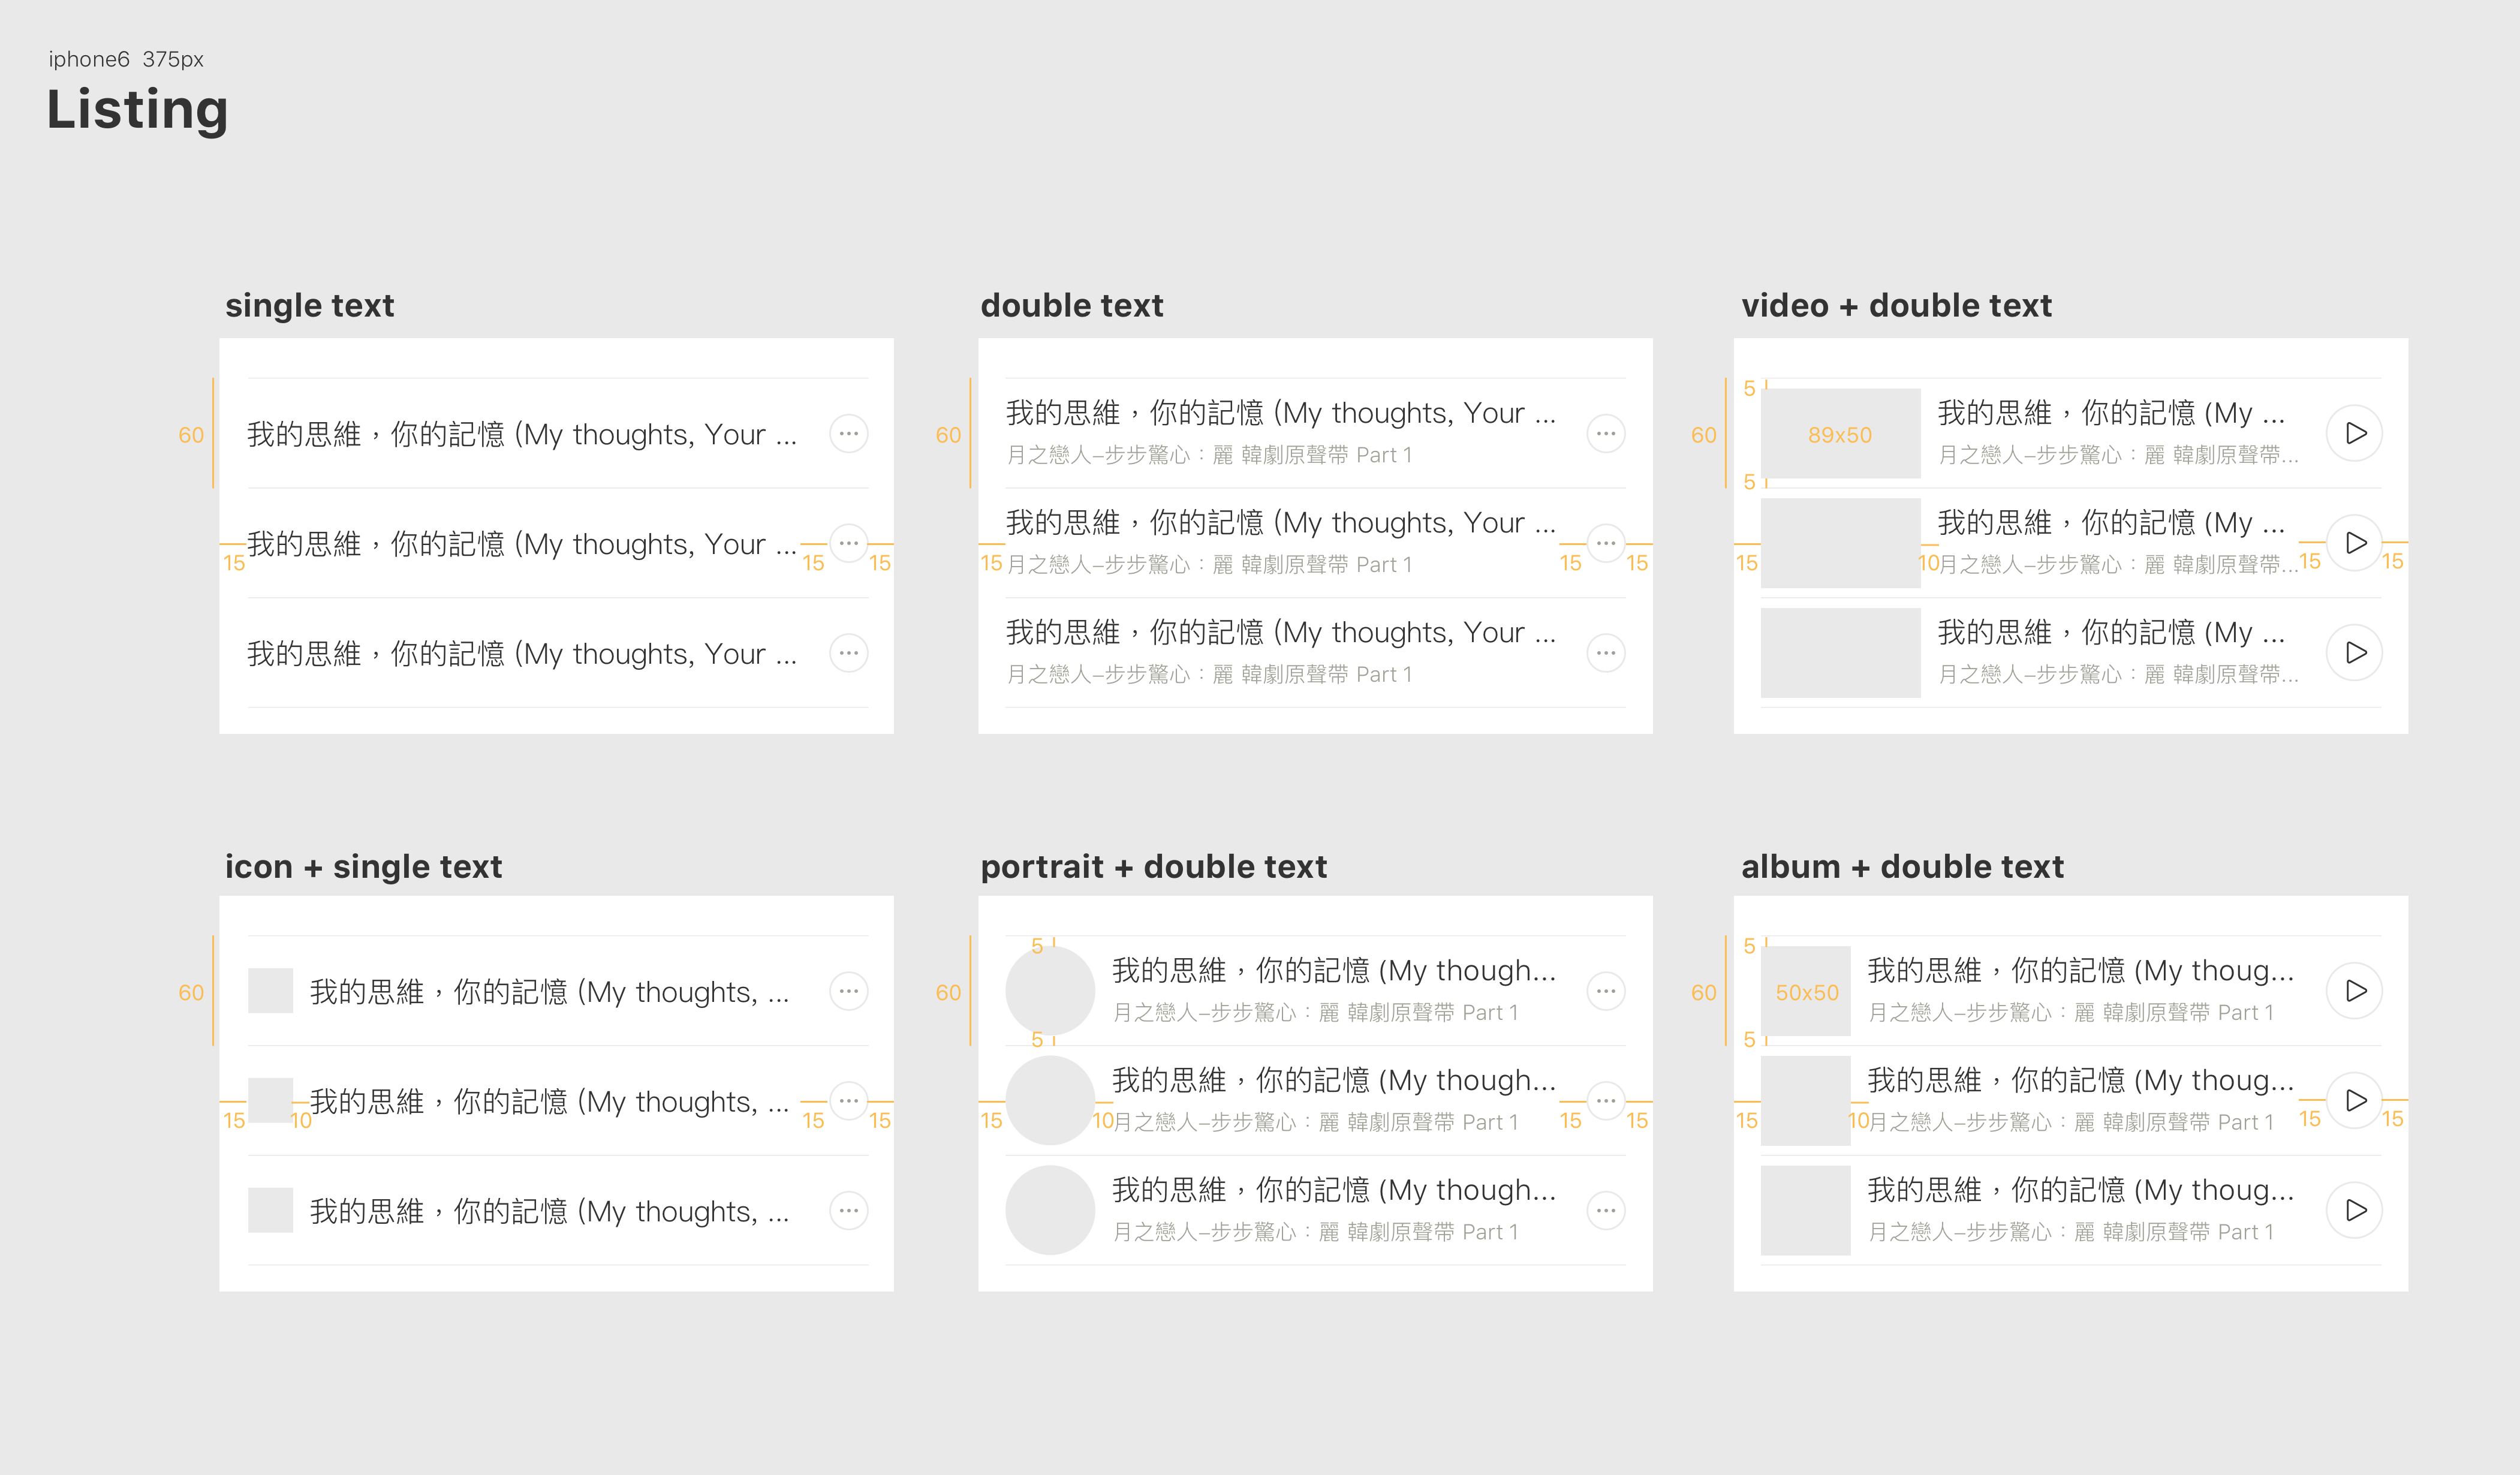 iphone6 375px
Listing
single text
60
我的思維，你的記憶 (My thoughts, Your ...
我的思維，你的記憶 (My thoughts, Your ...
15
15
15
我的思維，你的記憶 (My thoughts, Your ...
double text
60
我的思維，你的記憶 (My thoughts, Your ...
月之戀人–步步驚心：麗 韓劇原聲帶 Part 1
我的思維，你的記憶 (My thoughts, Your ...
15
月之戀人–步步驚心：麗 韓劇原聲帶 Part 1
15
15
我的思維，你的記憶 (My thoughts, Your ...
月之戀人–步步驚心：麗 韓劇原聲帶 Part 1
video + double text
60
5
89x50
5
我的思維，你的記憶 (My ...
月之戀人–步步驚心：麗 韓劇原聲帶...
我的思維，你的記憶 (My ...
15
10
月之戀人–步步驚心：麗 韓劇原聲帶...
15
15
我的思維，你的記憶 (My ...
月之戀人–步步驚心：麗 韓劇原聲帶...
icon + single text
60
我的思維，你的記憶 (My thoughts, ...
我的思維，你的記憶 (My thoughts, ...
15
10
15
15
我的思維，你的記憶 (My thoughts, ...
portrait + double text
60
5
5
我的思維，你的記憶 (My though...
月之戀人–步步驚心：麗 韓劇原聲帶 Part 1
我的思維，你的記憶 (My though...
15
10
月之戀人–步步驚心：麗 韓劇原聲帶 Part 1
15
15
我的思維，你的記憶 (My though...
月之戀人–步步驚心：麗 韓劇原聲帶 Part 1
album + double text
60
5
50x50
5
我的思維，你的記憶 (My thoug...
月之戀人–步步驚心：麗 韓劇原聲帶 Part 1
我的思維，你的記憶 (My thoug...
15
10
月之戀人–步步驚心：麗 韓劇原聲帶 Part 1
15
15
我的思維，你的記憶 (My thoug...
月之戀人–步步驚心：麗 韓劇原聲帶 Part 1